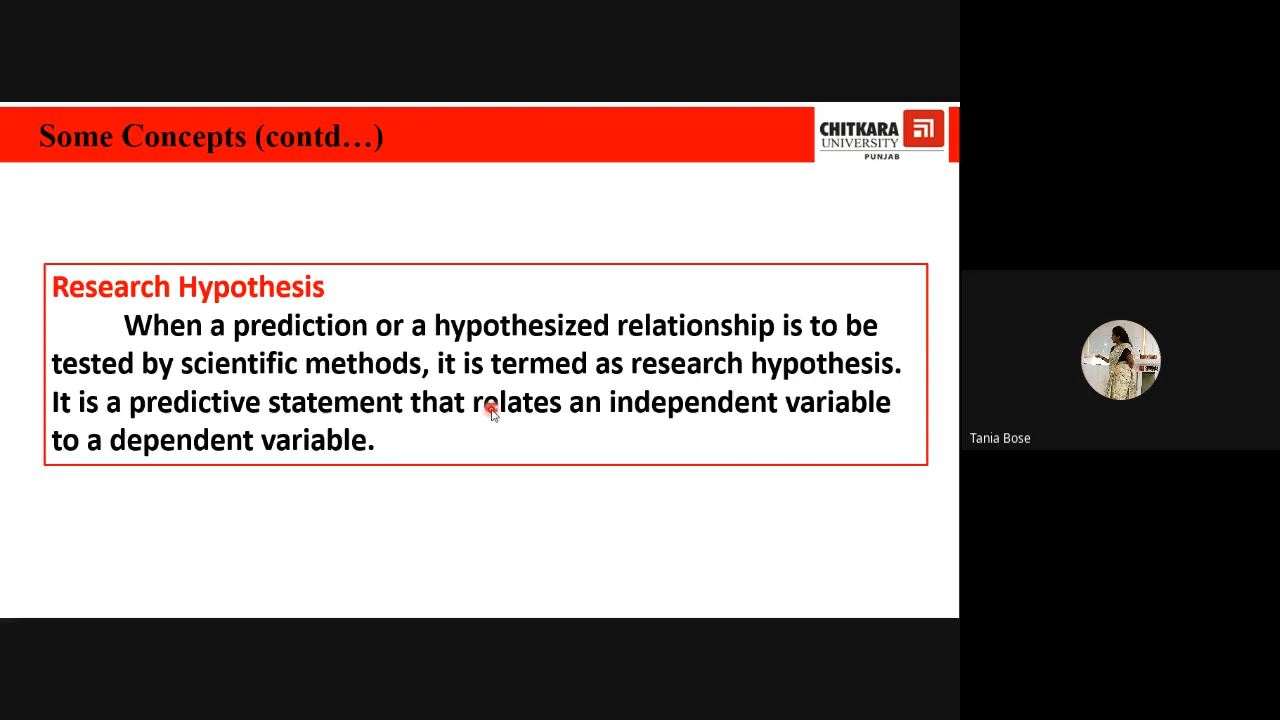 Some Concepts (contd...)
CHITKARA
UNIVERSITY
PUNJAB
Research Hypothesis
When a prediction or a hypothesized relationship is to be
tested by scientific methods, it is termed as research hypothesis.
It is a predictive statement that relates an independent variable
to a dependent variable.
Tania Bose